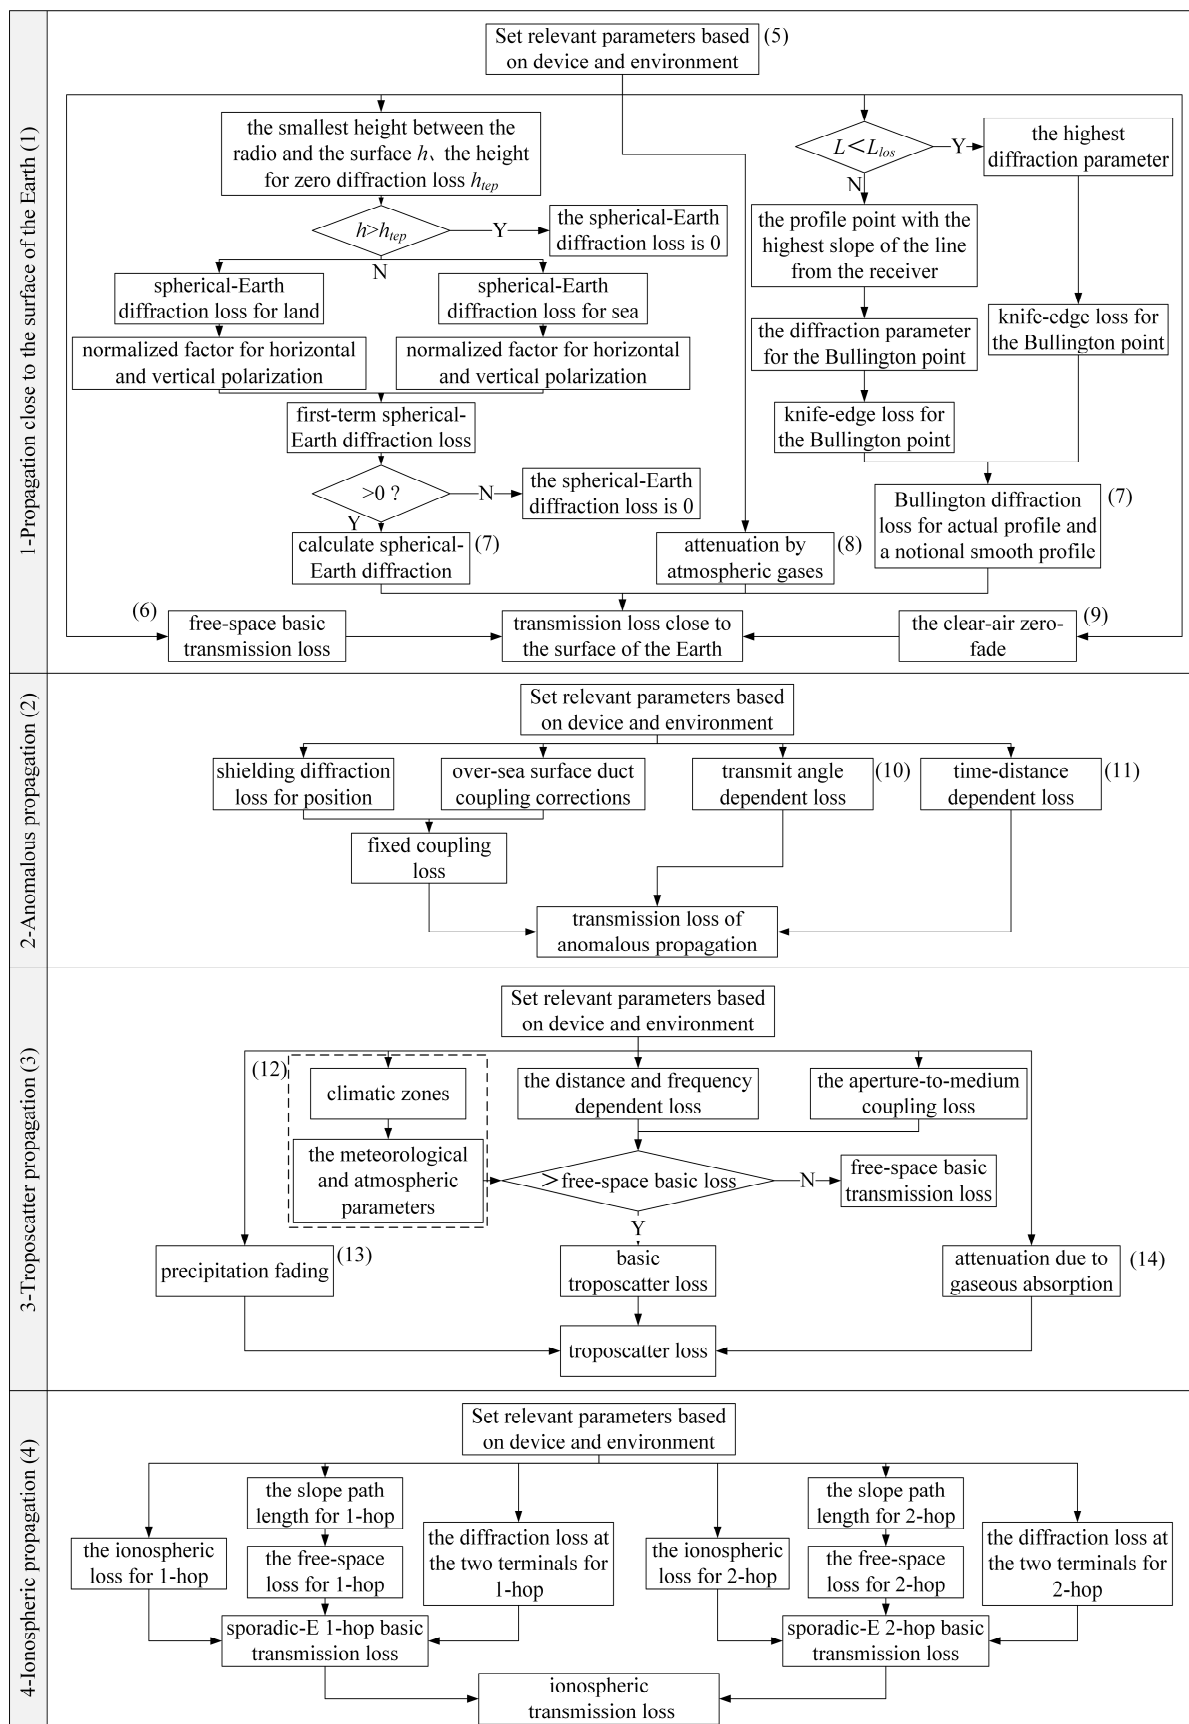 1-Propagation close to the surface of the Earth (1)
Set relevant parameters based
on device and environment
(5)
the smallest height between the
radio and the surface h、the height
for zero diffraction loss htep
L<Llos
Y
the highest
diffraction parameter
N
h>htep
Y
the spherical-Earth
diffraction loss is 0
N
the profile point with the
highest slope of the line
from the receiver
spherical-Earth
diffraction loss for land
spherical-Earth
diffraction loss for sea
normalized factor for horizontal
and vertical polarization
normalized factor for horizontal
and vertical polarization
the diffraction parameter
for the Bullington point
knife-edge loss for
the Bullington point
first-term spherical-
Earth diffraction loss
knife-edge loss for
the Bullington point
>0 ?
N
the spherical-Earth
diffraction loss is 0
Y
calculate spherical-
Earth diffraction
(7)
attenuation by
atmospheric gases
(8)
Bullington diffraction
loss for actual profile and
a notional smooth profile
(7)
(6)
free-space basic
transmission loss
transmission loss close to
the surface of the Earth
the clear-air zero-
fade
(9)
2-Anomalous propagation (2)
Set relevant parameters based
on device and environment
shielding diffraction
loss for position
over-sea surface duct
coupling corrections
transmit angle
dependent loss
(10)
time-distance
dependent loss
(11)
fixed coupling
loss
transmission loss of
anomalous propagation
3-Troposcatter propagation (3)
Set relevant parameters based
on device and environment
(12)
climatic zones
the distance and frequency
dependent loss
the aperture-to-medium
coupling loss
the meteorological
and atmospheric
parameters
>free-space basic loss
N
free-space basic
transmission loss
Y
precipitation fading
(13)
basic
troposcatter loss
attenuation due to
gaseous absorption
(14)
troposcatter loss
4-Ionospheric propagation (4)
Set relevant parameters based
on device and environment
the slope path
length for 1-hop
the slope path
length for 2-hop
the ionospheric
loss for 1-hop
the free-space
loss for 1-hop
the diffraction loss at
the two terminals for
1-hop
the ionospheric
loss for 2-hop
the free-space
loss for 2-hop
the diffraction loss at
the two terminals for
2-hop
sporadic-E 1-hop basic
transmission loss
sporadic-E 2-hop basic
transmission loss
ionospheric
transmission loss